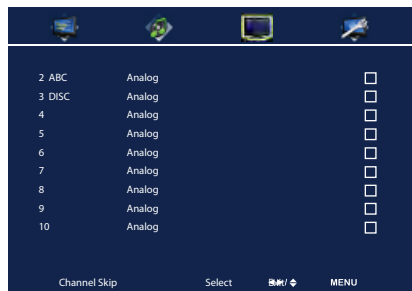 2 ABC Analog
3 DISC Analog
4 Analog
5 Analog
6 Analog
7 Analog
8 Analog
9 Analog
10 Analog
Channel Skip Select MENU